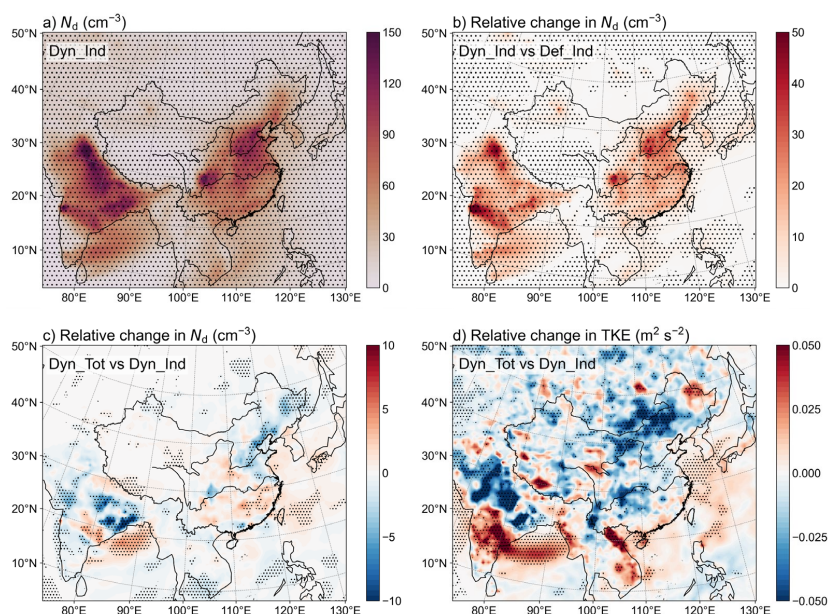 a) N_d (cm⁻³)
Dyn_Ind
50°N
40°N
30°N
20°N
10°N
80°E 90°E 100°E 110°E 120°E 130°E
150
120
90
60
30
0
b) Relative change in N_d (cm⁻³)
Dyn_Ind vs Def_Ind
50°N
40°N
30°N
20°N
10°N
80°E 90°E 100°E 110°E 120°E 130°E
50
40
30
20
10
0
c) Relative change in N_d (cm⁻³)
Dyn_Tot vs Dyn_Ind
50°N
40°N
30°N
20°N
10°N
80°E 90°E 100°E 110°E 120°E 130°E
10
5
0
−5
−10
d) Relative change in TKE (m² s⁻²)
Dyn_Tot vs Dyn_Ind
50°N
40°N
30°N
20°N
10°N
80°E 90°E 100°E 110°E 120°E 130°E
0.050
0.025
0.000
−0.025
−0.050